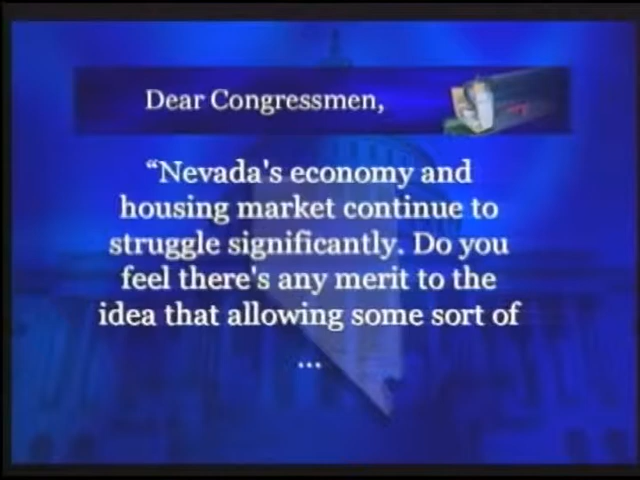 Dear Congressmen,
“Nevada's economy and
housing market continue to
struggle significantly. Do you
feel there's any merit to the
idea that allowing some sort of
...